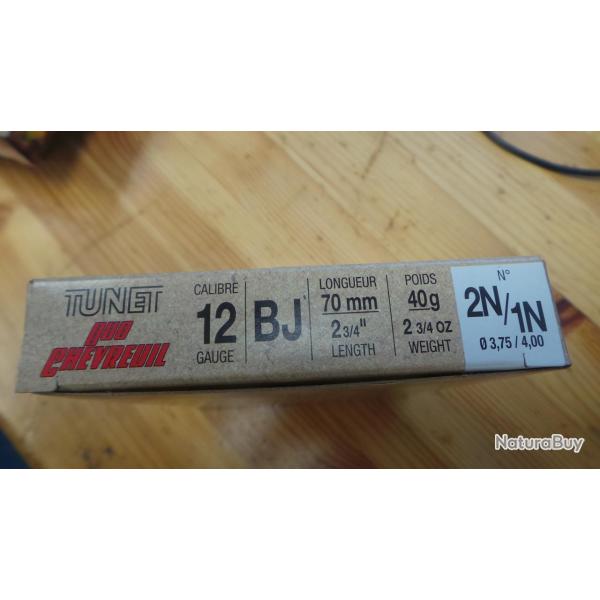 TUNET
DUO
CHEVREUIL
CALIBRE
12
GAUGE
BJ
LONGUEUR
70 mm
2 3/4"
LENGTH
POIDS
40g
2 3/4 OZ
WEIGHT
N°
2N/1N
Ø 3,75 / 4,00
NaturaBuy